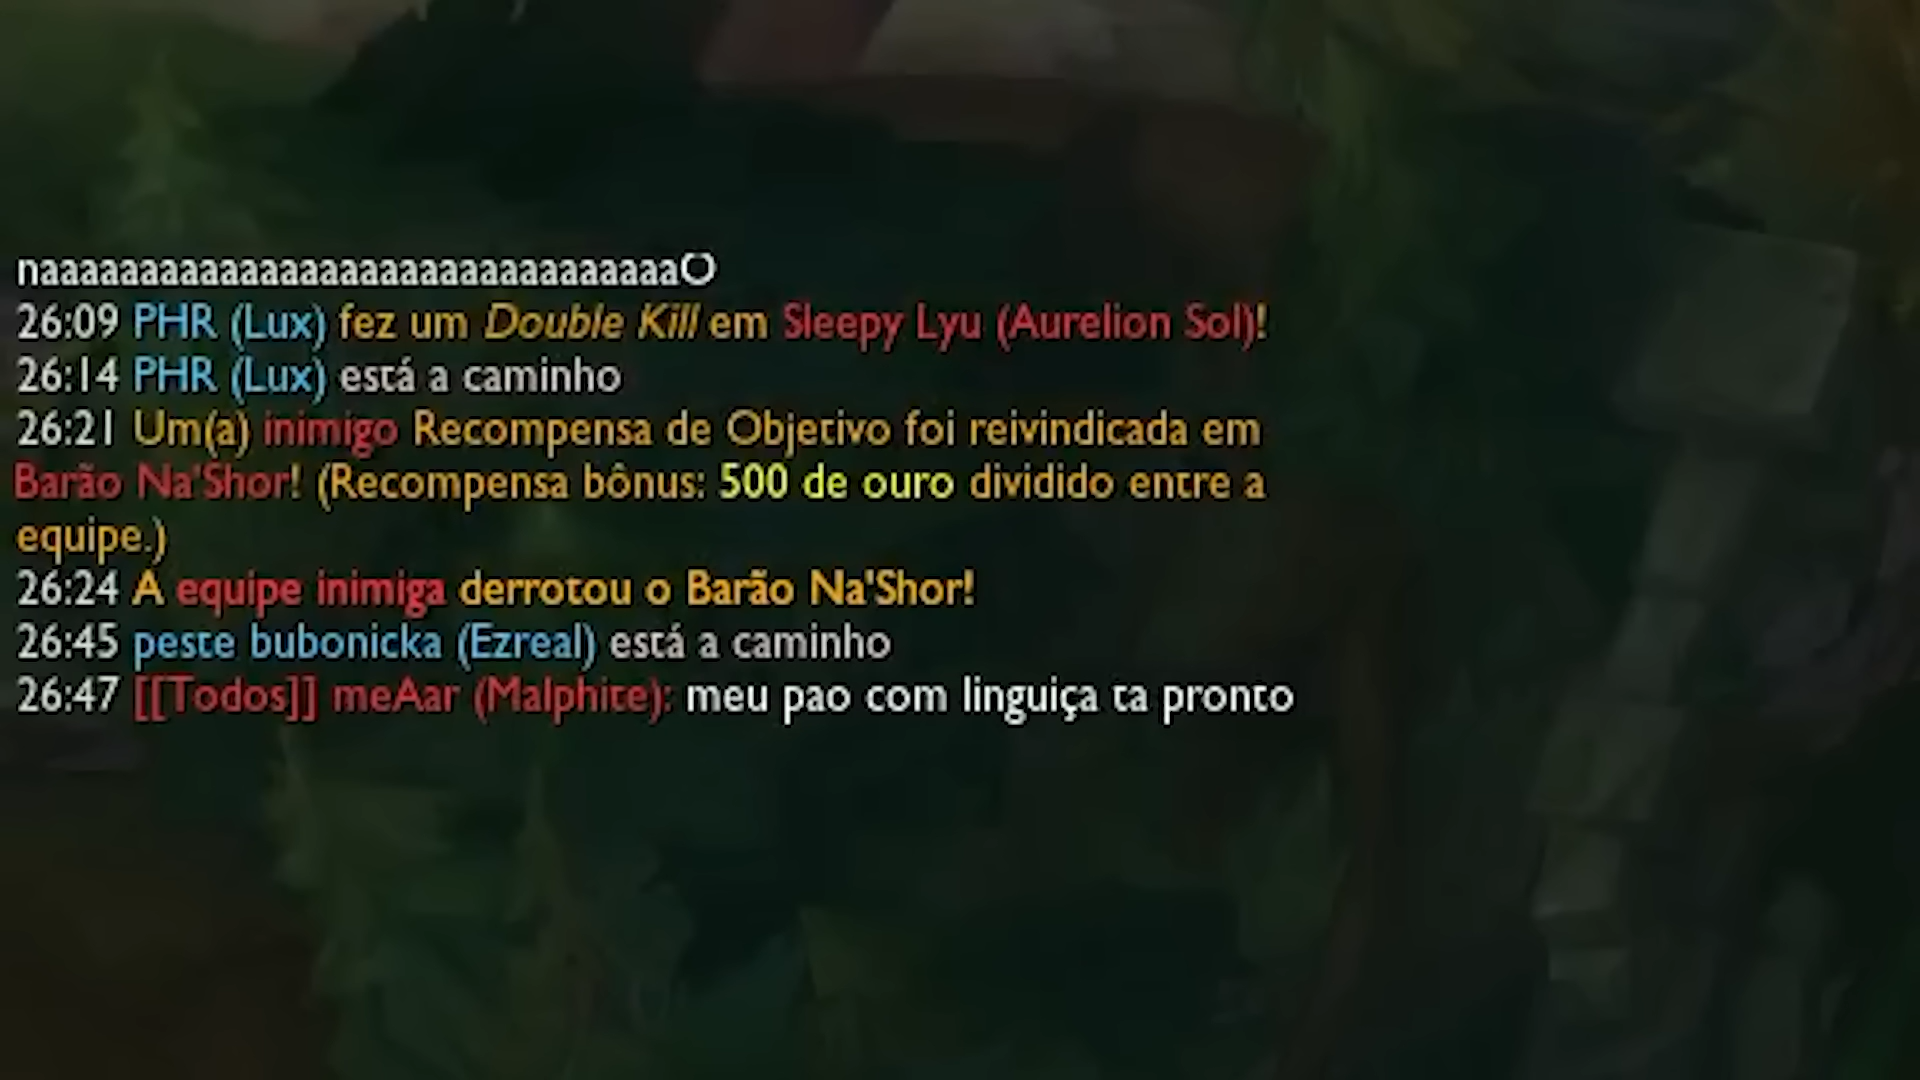 naaaaaaaaaaaaaaaaaaaaaaaaaaaaaaaaO
26:09 PHR (Lux) fez um Double Kill em Sleepy Lyu (Aurelion Sol)!
26:14 PHR (Lux) está a caminho
26:21 Um(a) inimigo Recompensa de Objetivo foi reivindicada em
Barão Na'Shor! (Recompensa bônus: 500 de ouro dividido entre a
equipe.)
26:24 A equipe inimiga derrotou o Barão Na'Shor!
26:45 peste bubonicka (Ezreal) está a caminho
26:47 [[Todos]] meAar (Malphite): meu pao com linguiça ta pronto